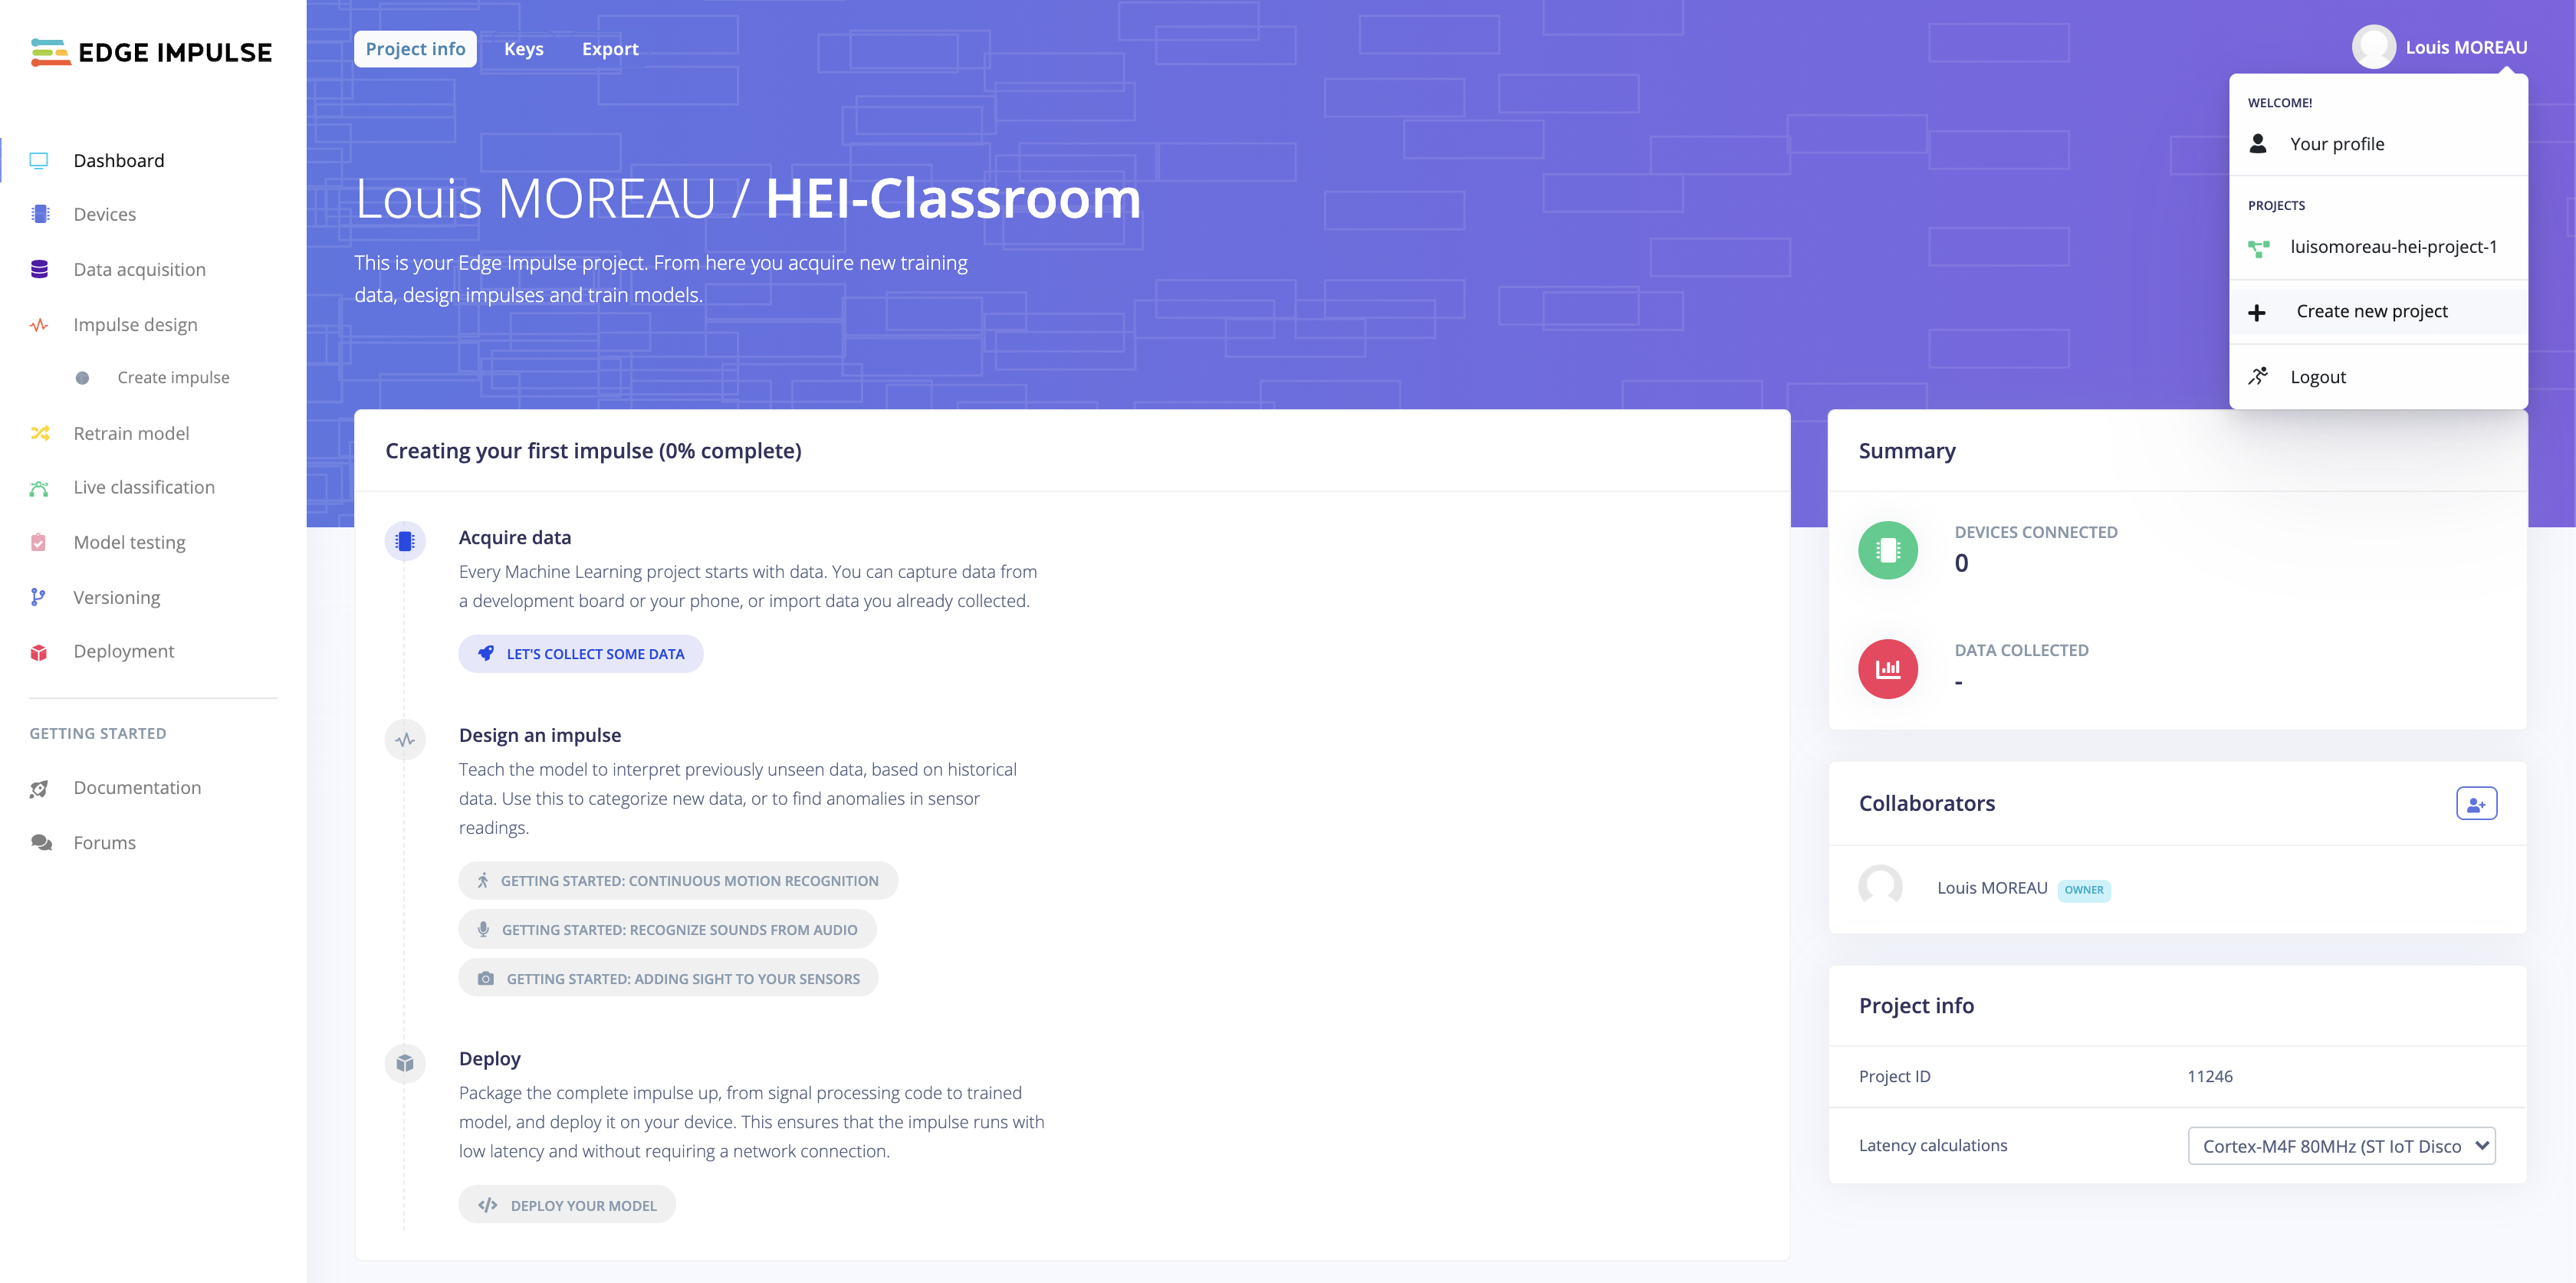 EDGE IMPULSE
Dashboard
Devices
Data acquisition
Impulse design
Create impulse
Retrain model
Live classification
Model testing
Versioning
Deployment
GETTING STARTED
Documentation
Forums
Project info
Keys
Export
Louis MOREAU
WELCOME!
Your profile
PROJECTS
luisomoreau-hei-project-1
Create new project
Logout
Louis MOREAU / HEI-Classroom
This is your Edge Impulse project. From here you acquire new training
data, design impulses and train models.
Creating your first impulse (0% complete)
Acquire data
Every Machine Learning project starts with data. You can capture data from
a development board or your phone, or import data you already collected.
LET'S COLLECT SOME DATA
Design an impulse
Teach the model to interpret previously unseen data, based on historical
data. Use this to categorize new data, or to find anomalies in sensor
readings.
GETTING STARTED: CONTINUOUS MOTION RECOGNITION
GETTING STARTED: RECOGNIZE SOUNDS FROM AUDIO
GETTING STARTED: ADDING SIGHT TO YOUR SENSORS
Deploy
Package the complete impulse up, from signal processing code to trained
model, and deploy it on your device. This ensures that the impulse runs with
low latency and without requiring a network connection.
DEPLOY YOUR MODEL
Summary
DEVICES CONNECTED
0
DATA COLLECTED
-
Collaborators
Louis MOREAU OWNER
Project info
Project ID 11246
Latency calculations Cortex-M4F 80MHz (ST IoT Disco